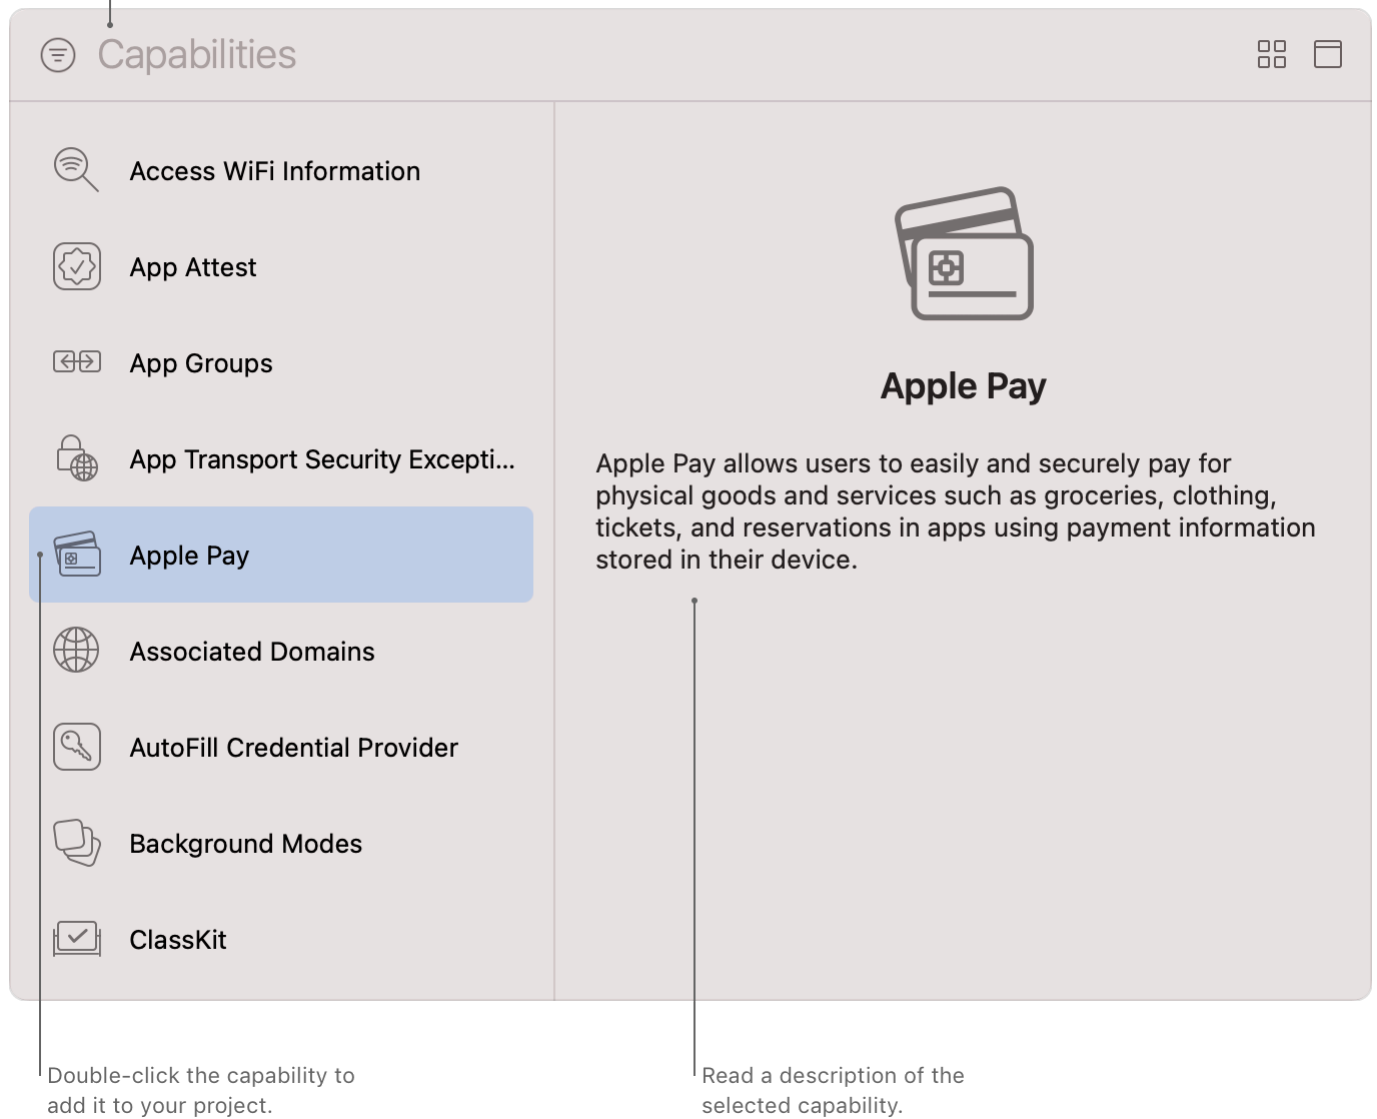 Capabilities
Access WiFi Information
App Attest
App Groups
App Transport Security Excepti...
Apple Pay
Associated Domains
AutoFill Credential Provider
Background Modes
ClassKit
Apple Pay
Apple Pay allows users to easily and securely pay for
physical goods and services such as groceries, clothing,
tickets, and reservations in apps using payment information
stored in their device.
Double-click the capability to
add it to your project.
Read a description of the
selected capability.